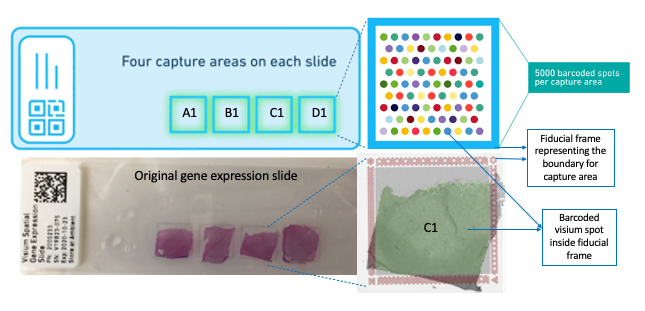 Four capture areas on each slide
A1 B1 C1 D1
5000 barcoded spots
per capture area
Fiducial frame
representing the
boundary for
capture area
Original gene expression slide
Visium Spatial
Gene Expression
Slide
PN: 2000233
Exp: 2020-10-23
Store at Ambient
C1
Barcoded
visium spot
inside fiducial
frame